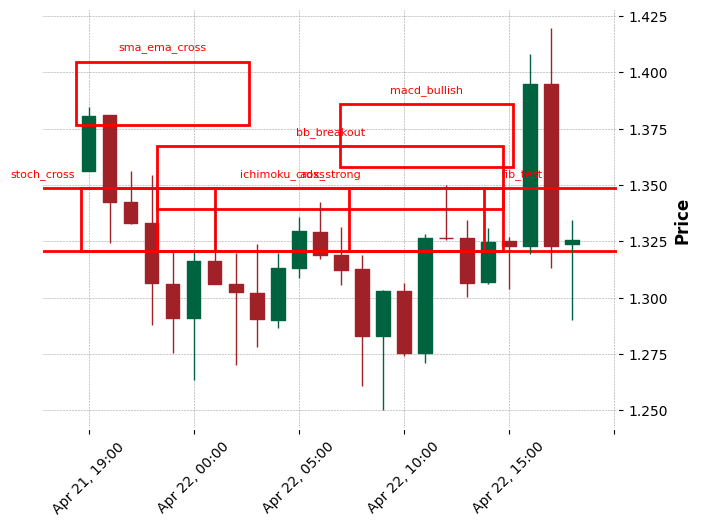 1.425
sma_ema_cross
1.400
macd_bullish
1.375
bb_breakout
stoch_cross
adx_strong
fib_test
1.350
Price
1.325
1.300
1.275
1.250
Apr 21, 19:00
Apr 22, 00:00
Apr 22, 05:00
Apr 22, 10:00
Apr 22, 15:00